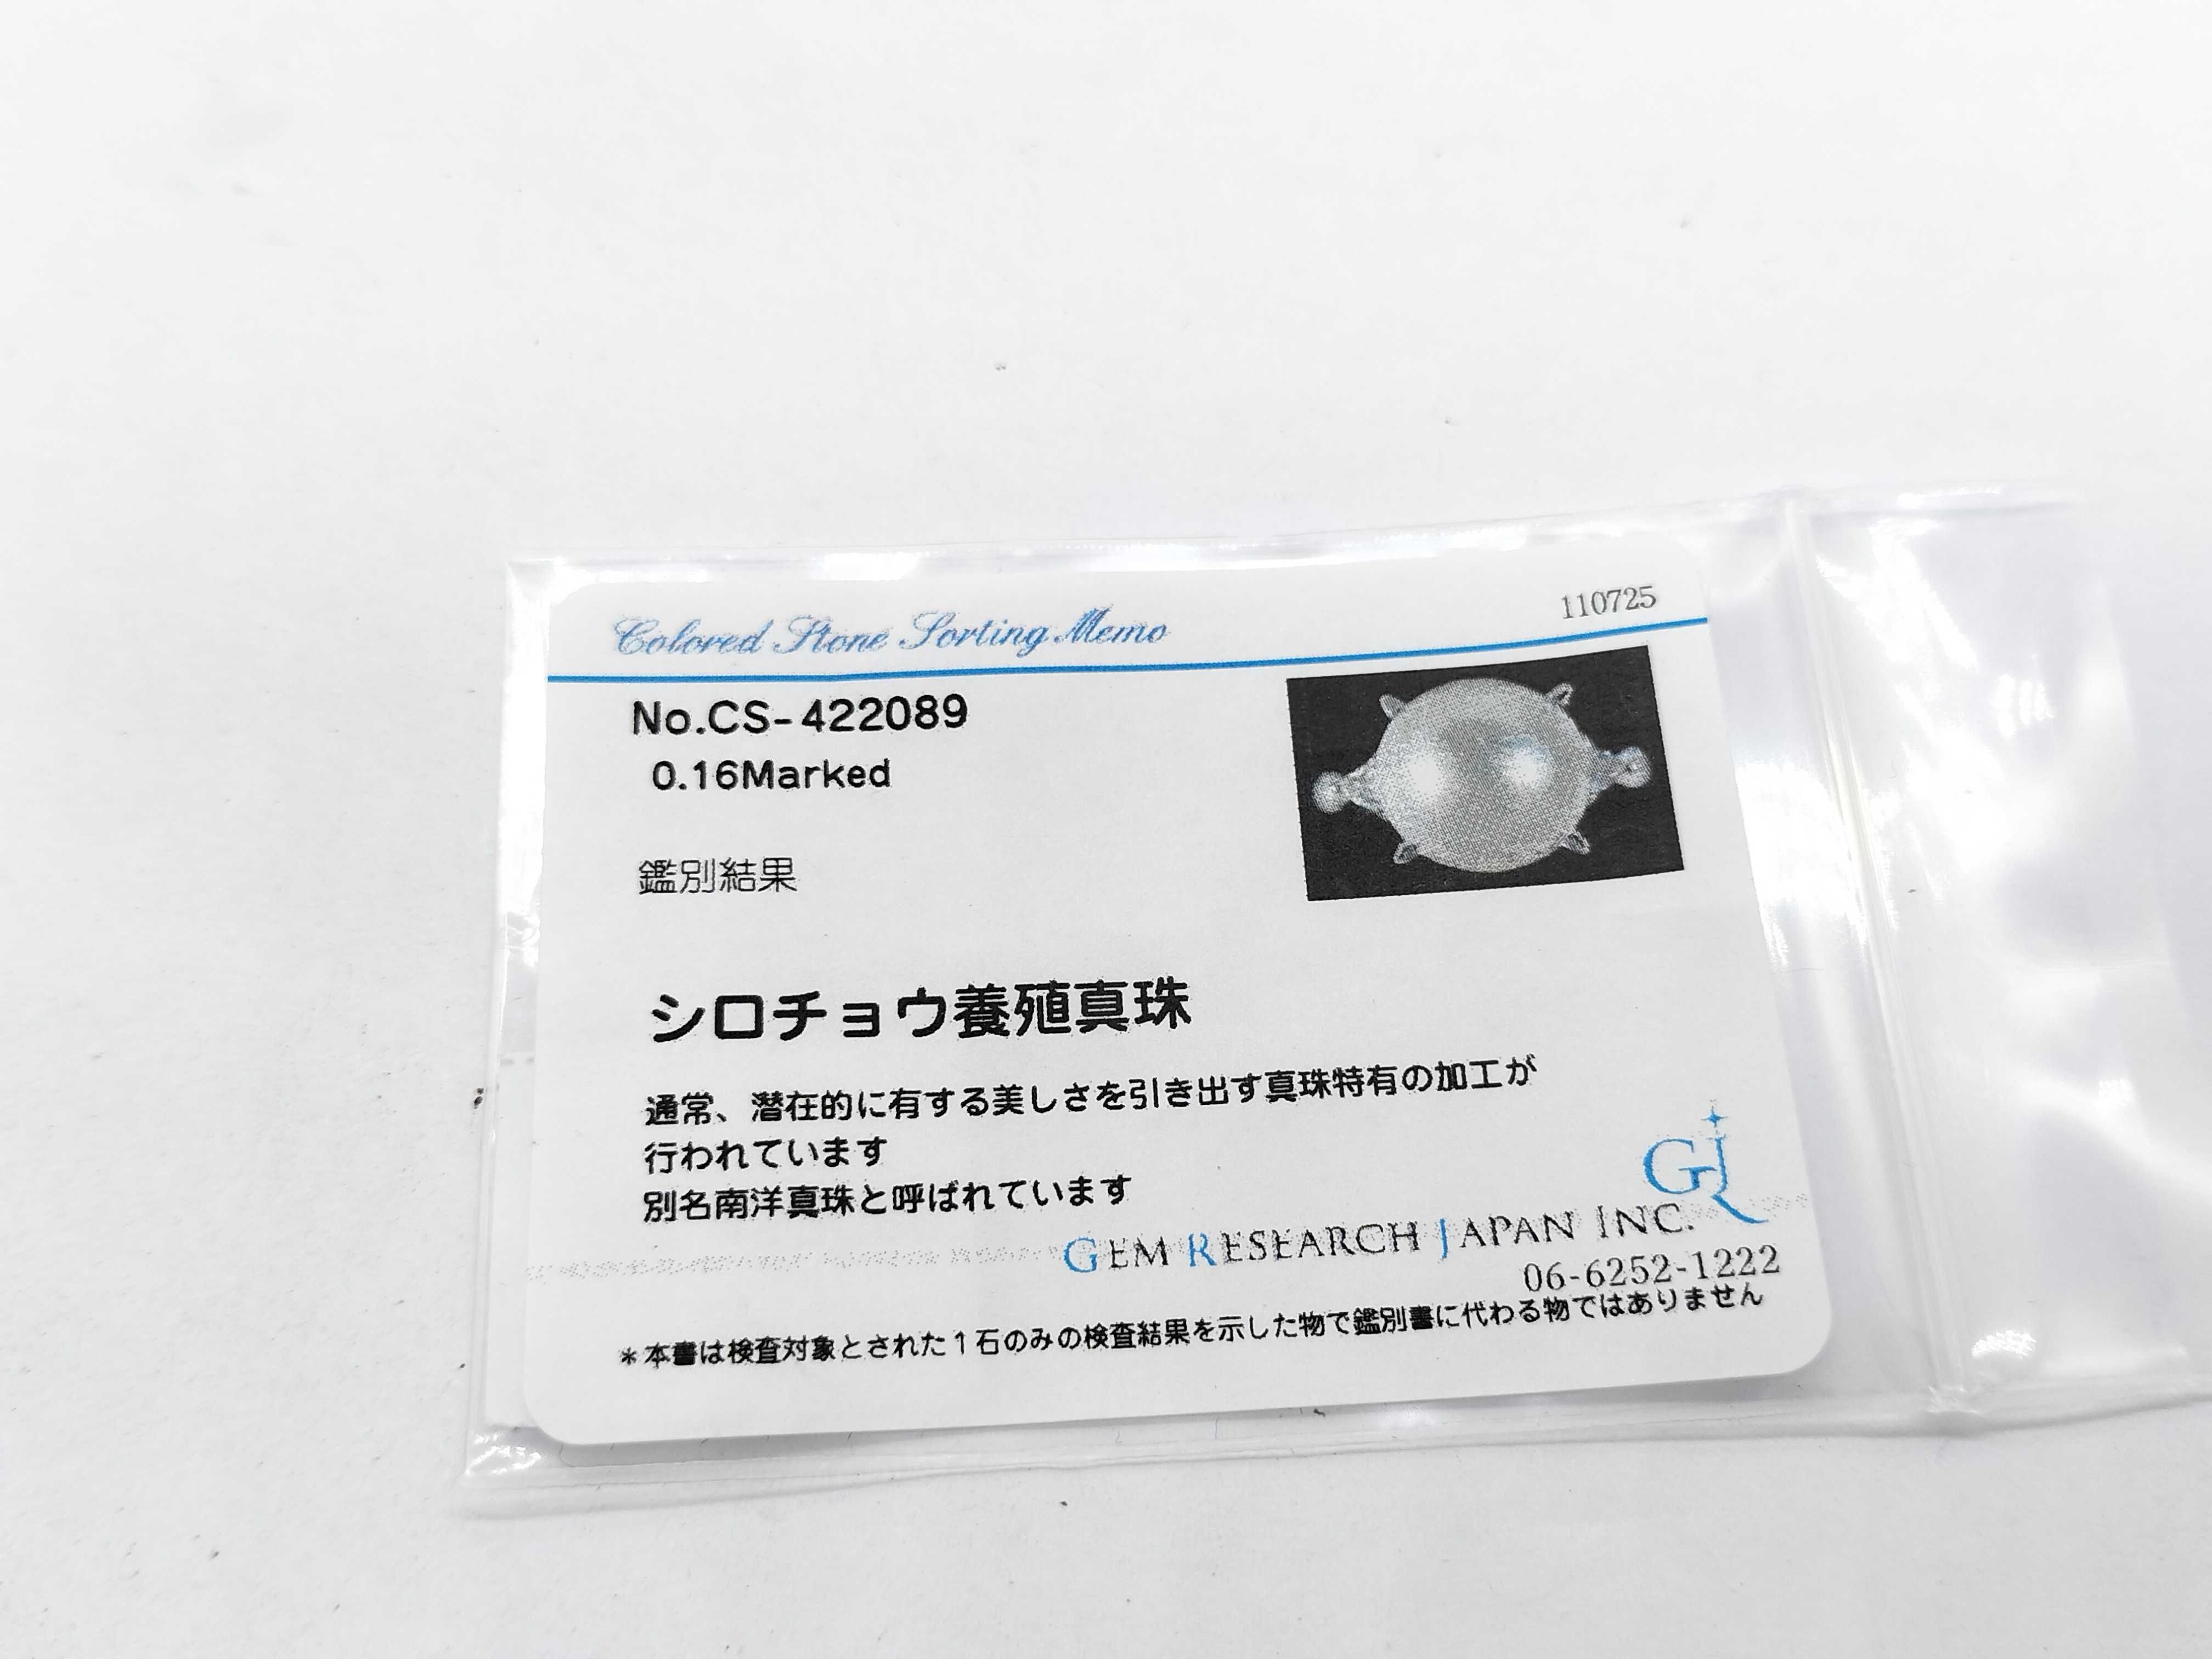 Colored Stone Sorting Memo
110725
No.CS-422089
0.16Marked
鑑別結果
シロチョウ養殖真珠
通常、潜在的に有する美しさを引き出す真珠特有の加工が
行われています
別名南洋真珠と呼ばれています
GEM RESEARCH JAPAN INC.
06-6252-1222
*本書は検査対象とされた1石のみの検査結果を示した物で鑑別書に代わる物ではありません